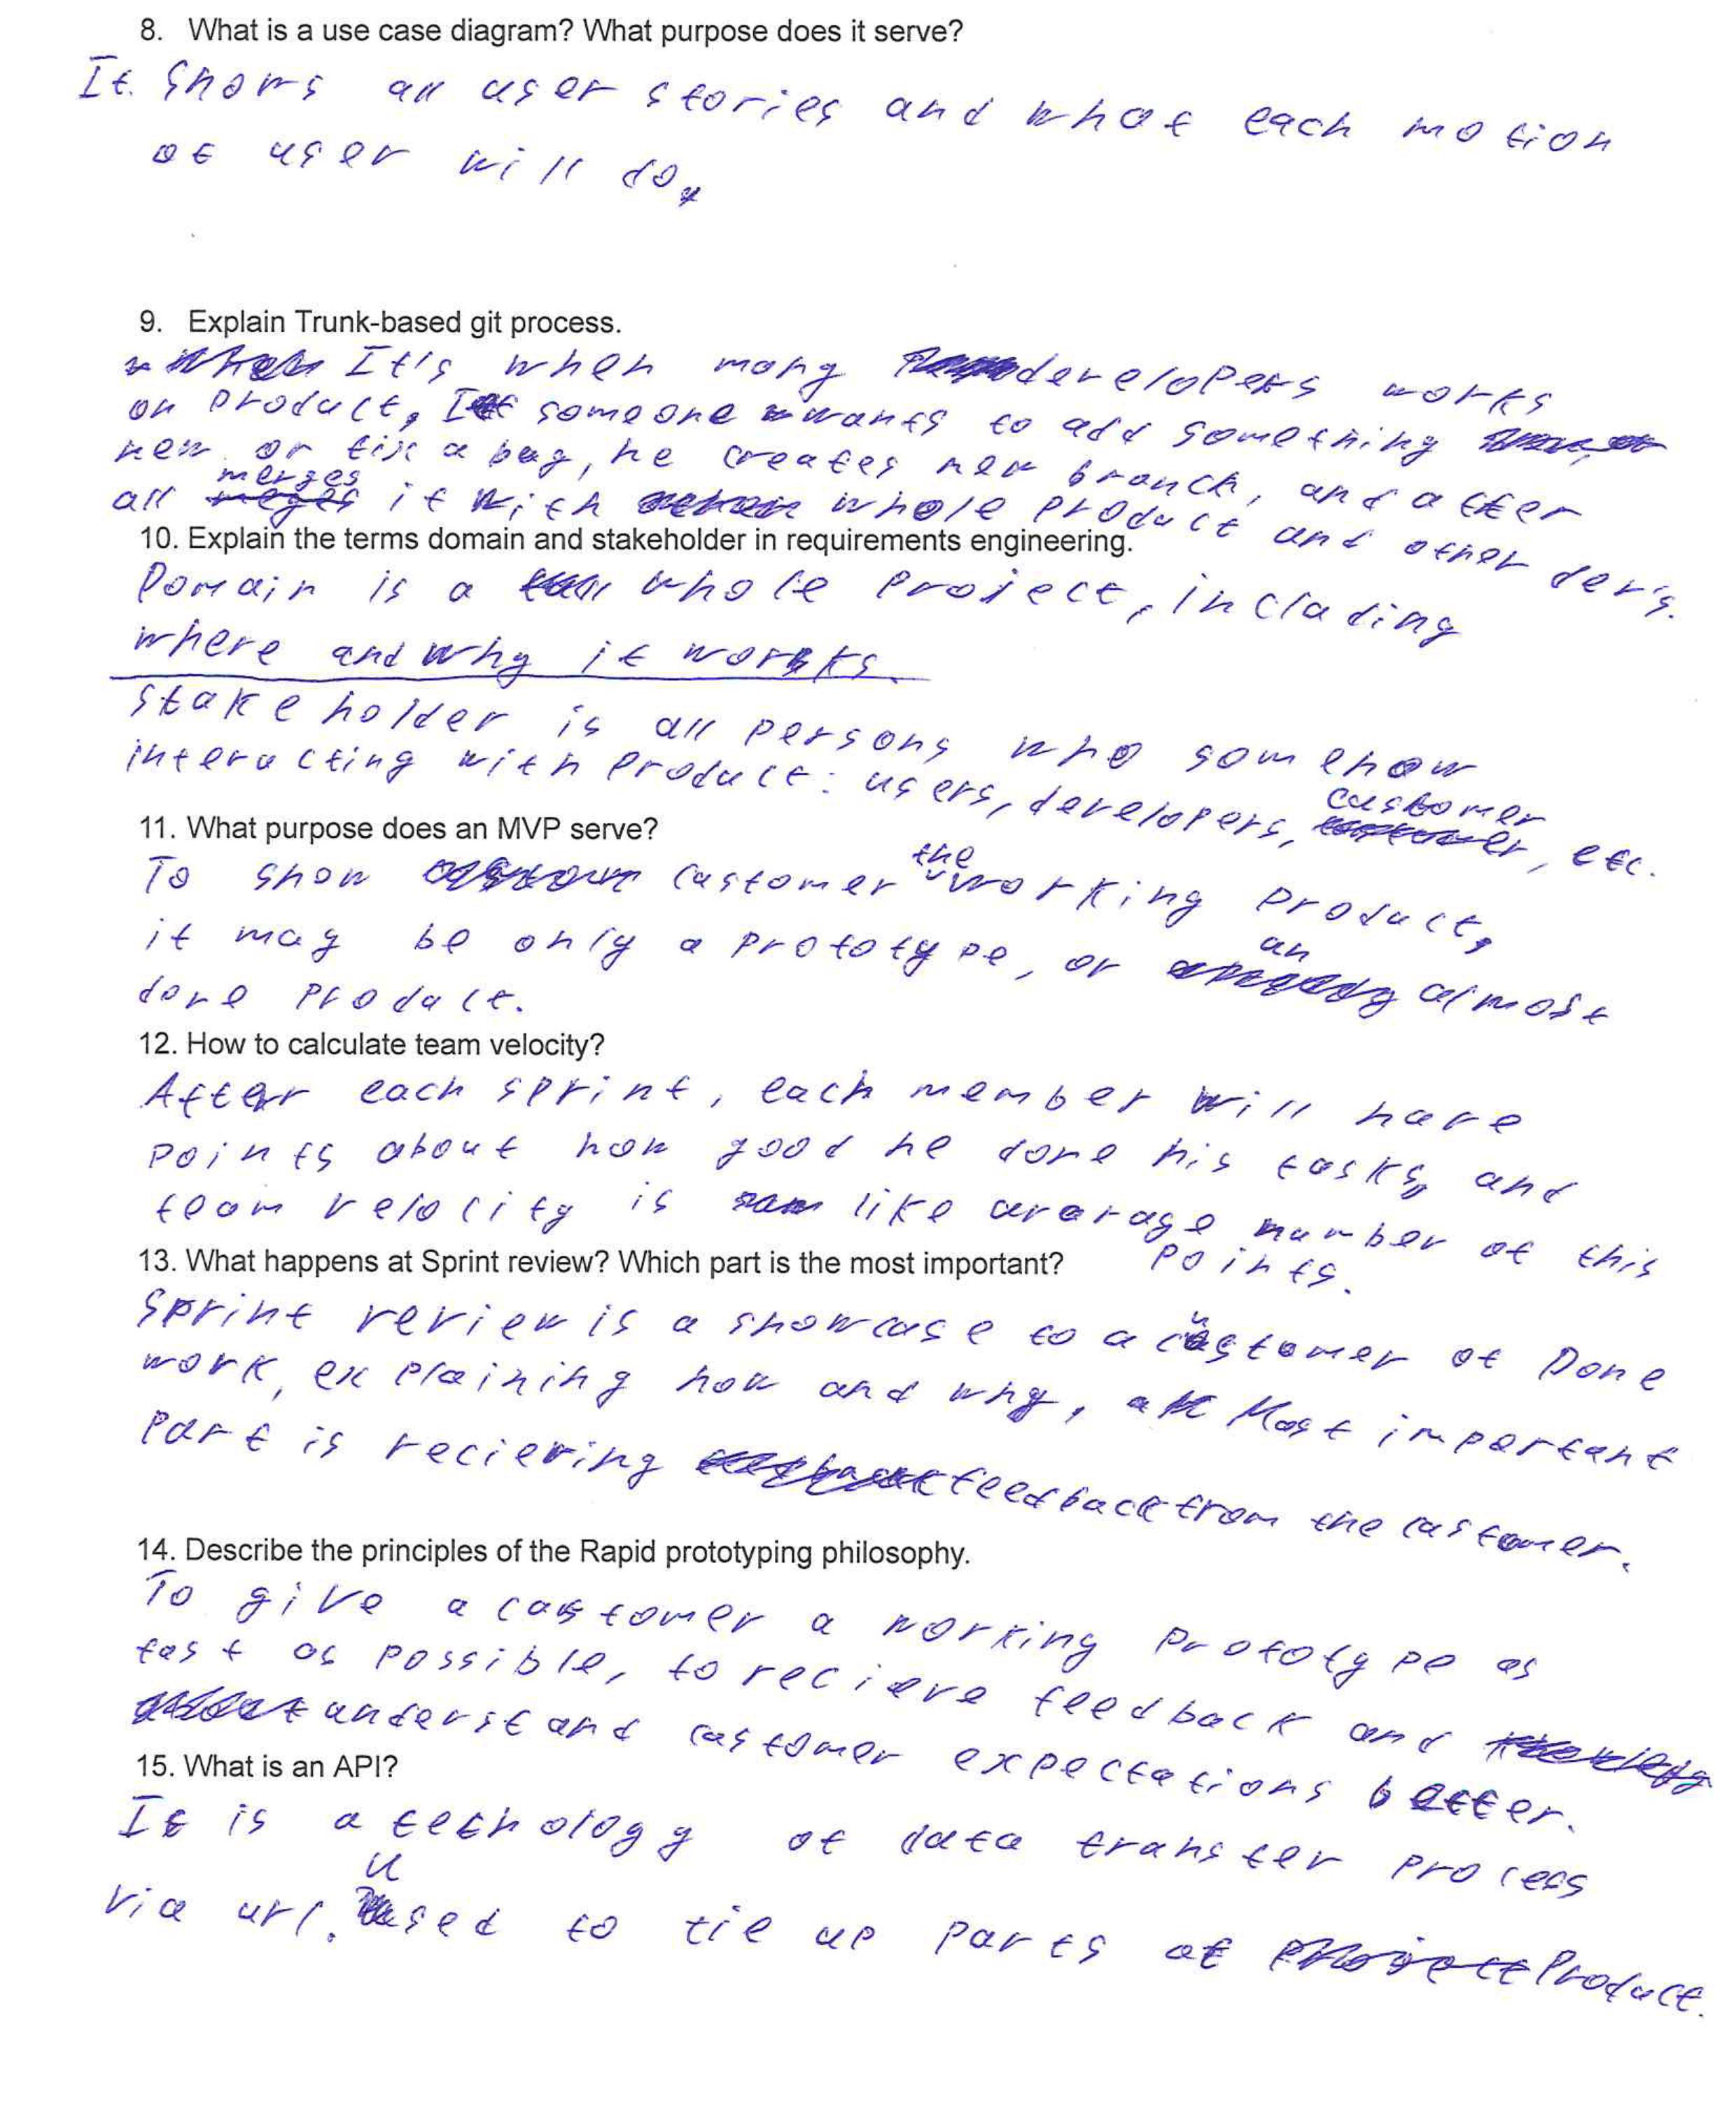 8. What is a use case diagram? What purpose does it serve?
It shows all user stories and what each motion
of user will do.
9. Explain Trunk-based git process.
It's when many developers works
on product, If someone wants to add something
new or fix a bug, he creates new branch, and after
all merges it with whole product and other dev's.
10. Explain the terms domain and stakeholder in requirements engineering.
Domain is a whole project, including
where and why it works.
stakeholder is all persons who somehow
interacting with product: users, developers, customer, etc.
11. What purpose does an MVP serve?
To show customer the working product,
it may be only a prototype, or an almost
done product.
12. How to calculate team velocity?
After each sprint, each member will have
points about how good he done his tasks, and
team velocity is like avarage number of this
points.
13. What happens at Sprint review? Which part is the most important?
Sprint review is a showcase to a customer of Done
work, explaining how and why, Most important
part is recieving feedback from the customer.
14. Describe the principles of the Rapid prototyping philosophy.
To give a customer a working prototype as
fast as possible, to recieve feedback and
understand customer expectations better.
15. What is an API?
It is a techology of data transfer process
via url. used to tie up parts of Product.